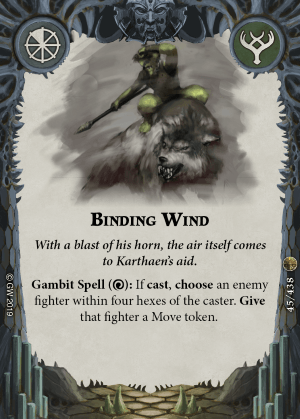 BINDING WIND
With a blast of his horn, the air itself comes
to Karthaen's aid.
Gambit Spell (): If cast, choose an enemy
fighter within four hexes of the caster. Give
that fighter a Move token.
© GW 2019
45/438